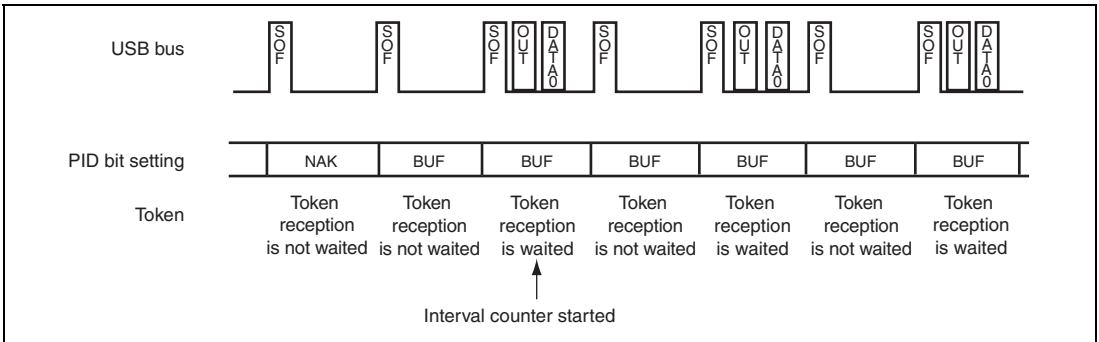 USB bus
SOF SOF SOF OUT DATA0 SOF SOF OUT DATA0 SOF SOF OUT DATA0
PID bit setting
NAK BUF BUF BUF BUF BUF BUF
Token
Token reception is not waited
Token reception is not waited
Token reception is waited
Token reception is not waited
Token reception is waited
Token reception is not waited
Token reception is waited
Interval counter started